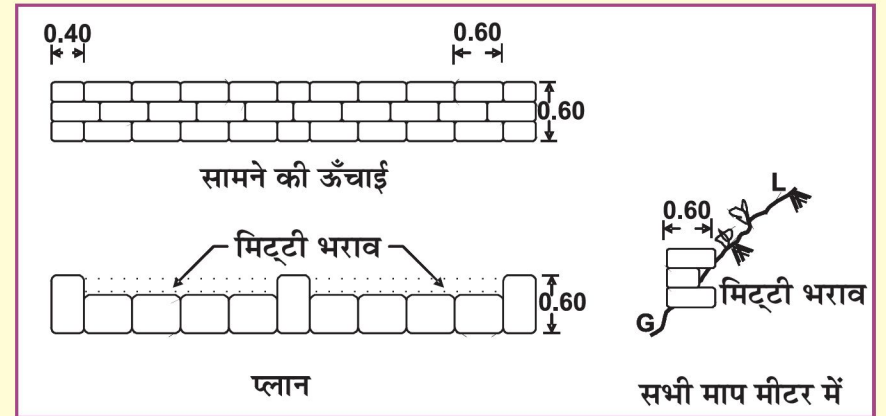 0.40
0.60
0.60
सामने की ऊँचाई
मिट्टी भराव
0.60
प्लान
L
0.60
मिट्टी भराव
G
सभी माप मीटर में